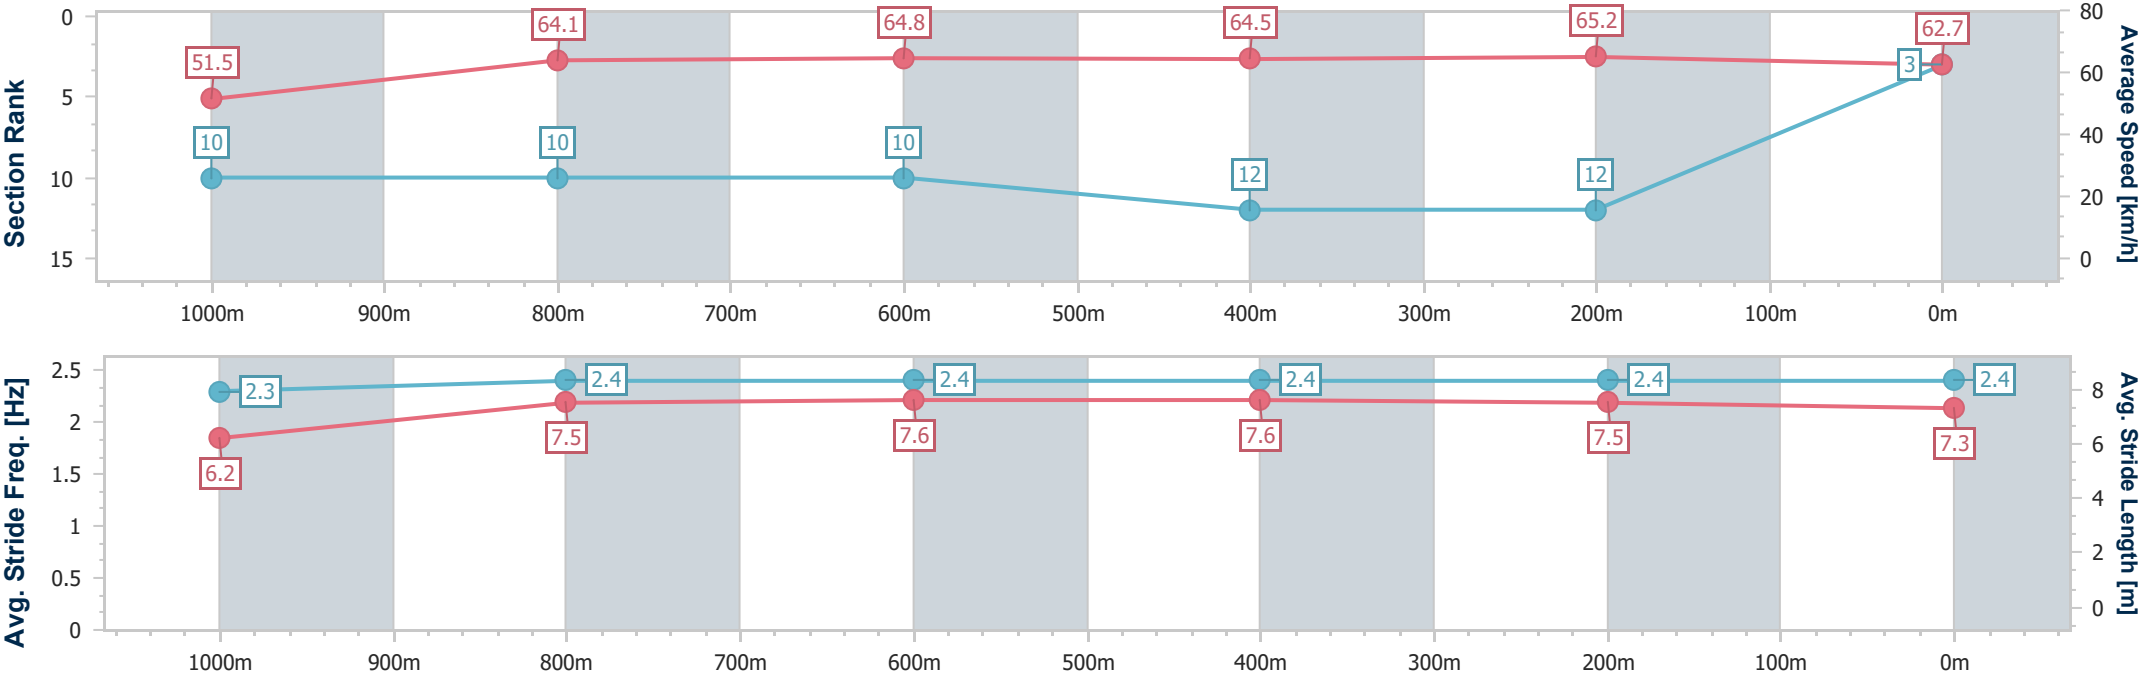 0
5
10
15
Section Rank
51.5
64.1
64.8
64.5
65.2
62.7
10
10
10
12
12
3
80
60
40
20
0
Average Speed [km/h]
1000m
900m
800m
700m
600m
500m
400m
300m
200m
100m
0m
2.5
2
1.5
1
0.5
0
Avg. Stride Freq. [Hz]
2.3
2.4
2.4
2.4
2.4
2.4
6.2
7.5
7.6
7.6
7.5
7.3
8
6
4
2
0
Avg. Stride Length [m]
1000m
900m
800m
700m
600m
500m
400m
300m
200m
100m
0m